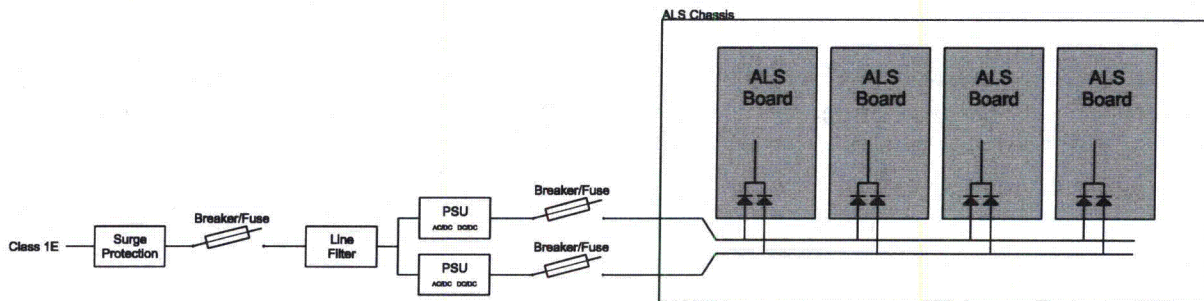 ALS Chassis
ALS
Board
ALS
Board
ALS
Board
ALS
Board
Class 1E
Surge
Protection
Breaker/Fuse
Line
Filter
PSU
AC/DC DC/DC
Breaker/Fuse
PSU
AC/DC DC/DC
Breaker/Fuse